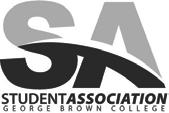 SA
STUDENTASSOCIATION
GEORGE BROWN COLLEGE